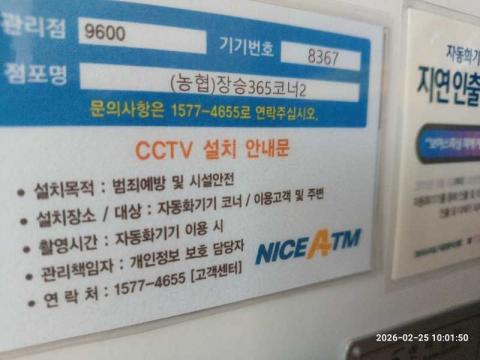 관리점 9600 기기번호 8367
점포명 (농협)장승365코너2
문의사항은 1577-4655로 연락주십시오.
CCTV 설치 안내문
• 설치목적 : 범죄예방 및 시설안전
• 설치장소 / 대상 : 자동화기기 코너 / 이용고객 및 주변
• 촬영시간 : 자동화기기 이용 시
• 관리책임자 : 개인정보 보호 담당자
• 연 락 처 : 1577-4655 [고객센터]
NICE ATM
자동화기
지연인출
2026-02-25 10:01:50